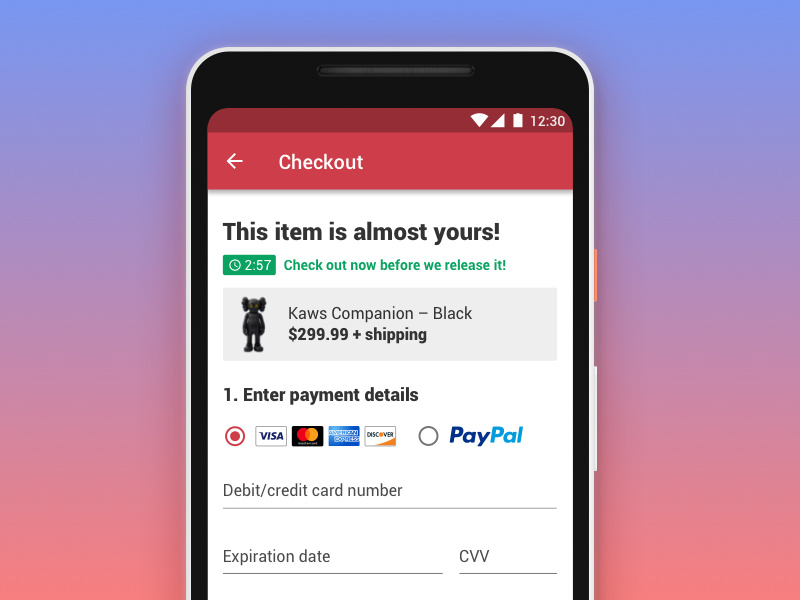 12:30
Checkout
This item is almost yours!
2:57 Check out now before we release it!
Kaws Companion – Black
$299.99 + shipping
1. Enter payment details
VISA mastercard AMERICAN EXPRESS DISCOVER PayPal
Debit/credit card number
Expiration date CVV